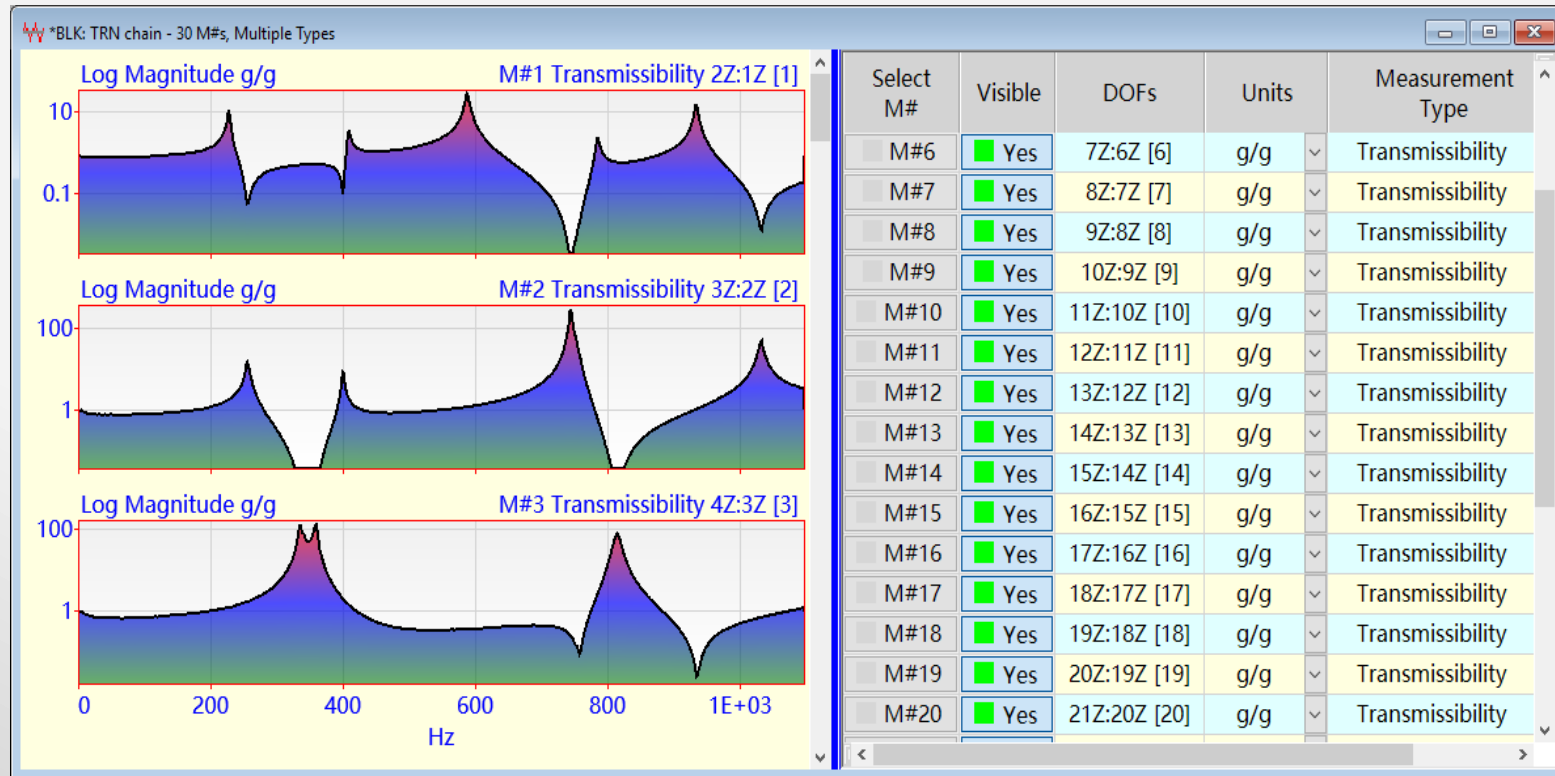 *BLK: TRN chain - 30 M#s, Multiple Types
Log Magnitude g/g M#1 Transmissibility 2Z:1Z [1]
10
0.1
Log Magnitude g/g M#2 Transmissibility 3Z:2Z [2]
100
1
Log Magnitude g/g M#3 Transmissibility 4Z:3Z [3]
100
1
0 200 400 600 800 1E+03
Hz
Select M# Visible DOFs Units Measurement Type
M#6 Yes 7Z:6Z [6] g/g Transmissibility
M#7 Yes 8Z:7Z [7] g/g Transmissibility
M#8 Yes 9Z:8Z [8] g/g Transmissibility
M#9 Yes 10Z:9Z [9] g/g Transmissibility
M#10 Yes 11Z:10Z [10] g/g Transmissibility
M#11 Yes 12Z:11Z [11] g/g Transmissibility
M#12 Yes 13Z:12Z [12] g/g Transmissibility
M#13 Yes 14Z:13Z [13] g/g Transmissibility
M#14 Yes 15Z:14Z [14] g/g Transmissibility
M#15 Yes 16Z:15Z [15] g/g Transmissibility
M#16 Yes 17Z:16Z [16] g/g Transmissibility
M#17 Yes 18Z:17Z [17] g/g Transmissibility
M#18 Yes 19Z:18Z [18] g/g Transmissibility
M#19 Yes 20Z:19Z [19] g/g Transmissibility
M#20 Yes 21Z:20Z [20] g/g Transmissibility